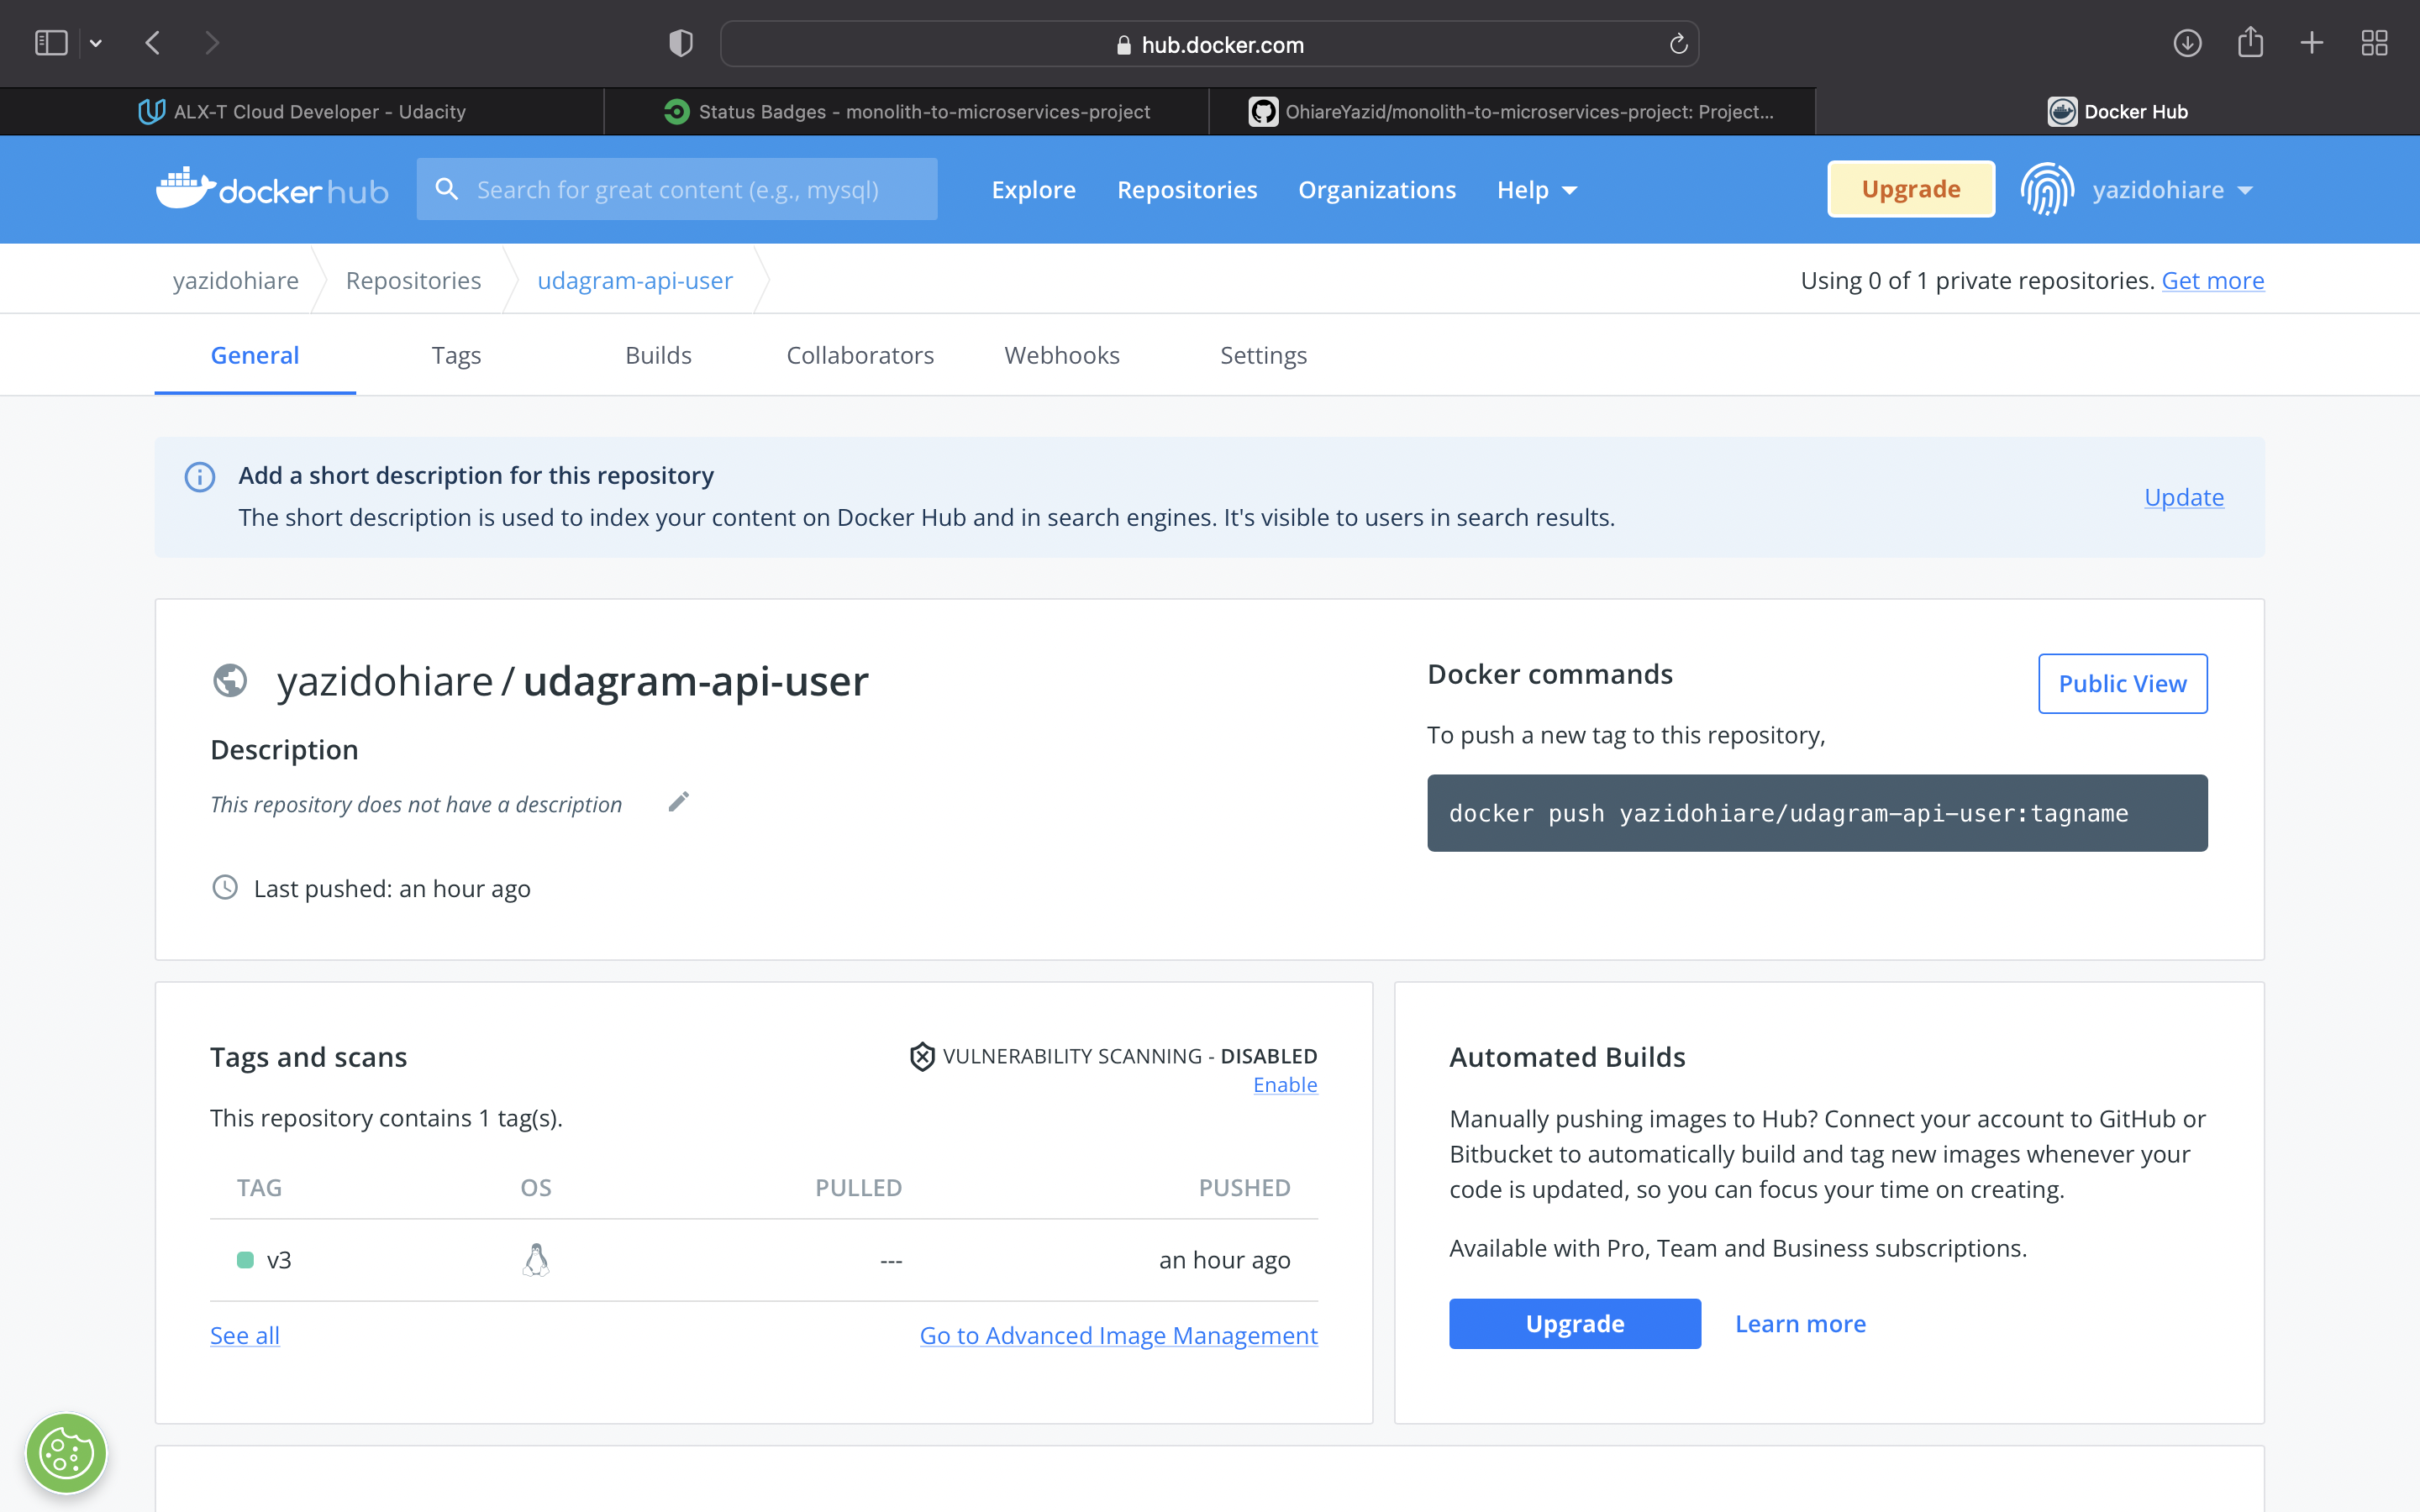 hub.docker.com
ALX-T Cloud Developer - Udacity
Status Badges - monolith-to-microservices-project
OhiareYazid/monolith-to-microservices-project: Project...
Docker Hub
docker hub
Search for great content (e.g., mysql)
Explore
Repositories
Organizations
Help
Upgrade
yazidohiare
yazidohiare
Repositories
udagram-api-user
Using 0 of 1 private repositories. Get more
General
Tags
Builds
Collaborators
Webhooks
Settings
Add a short description for this repository
The short description is used to index your content on Docker Hub and in search engines. It's visible to users in search results.
Update
yazidohiare / udagram-api-user
Description
This repository does not have a description
Last pushed: an hour ago
Docker commands
Public View
To push a new tag to this repository,
docker push yazidohiare/udagram-api-user:tagname
Tags and scans
VULNERABILITY SCANNING - DISABLED
Enable
This repository contains 1 tag(s).
TAG
OS
PULLED
PUSHED
v3
---
an hour ago
See all
Go to Advanced Image Management
Automated Builds
Manually pushing images to Hub? Connect your account to GitHub or
Bitbucket to automatically build and tag new images whenever your
code is updated, so you can focus your time on creating.
Available with Pro, Team and Business subscriptions.
Upgrade
Learn more